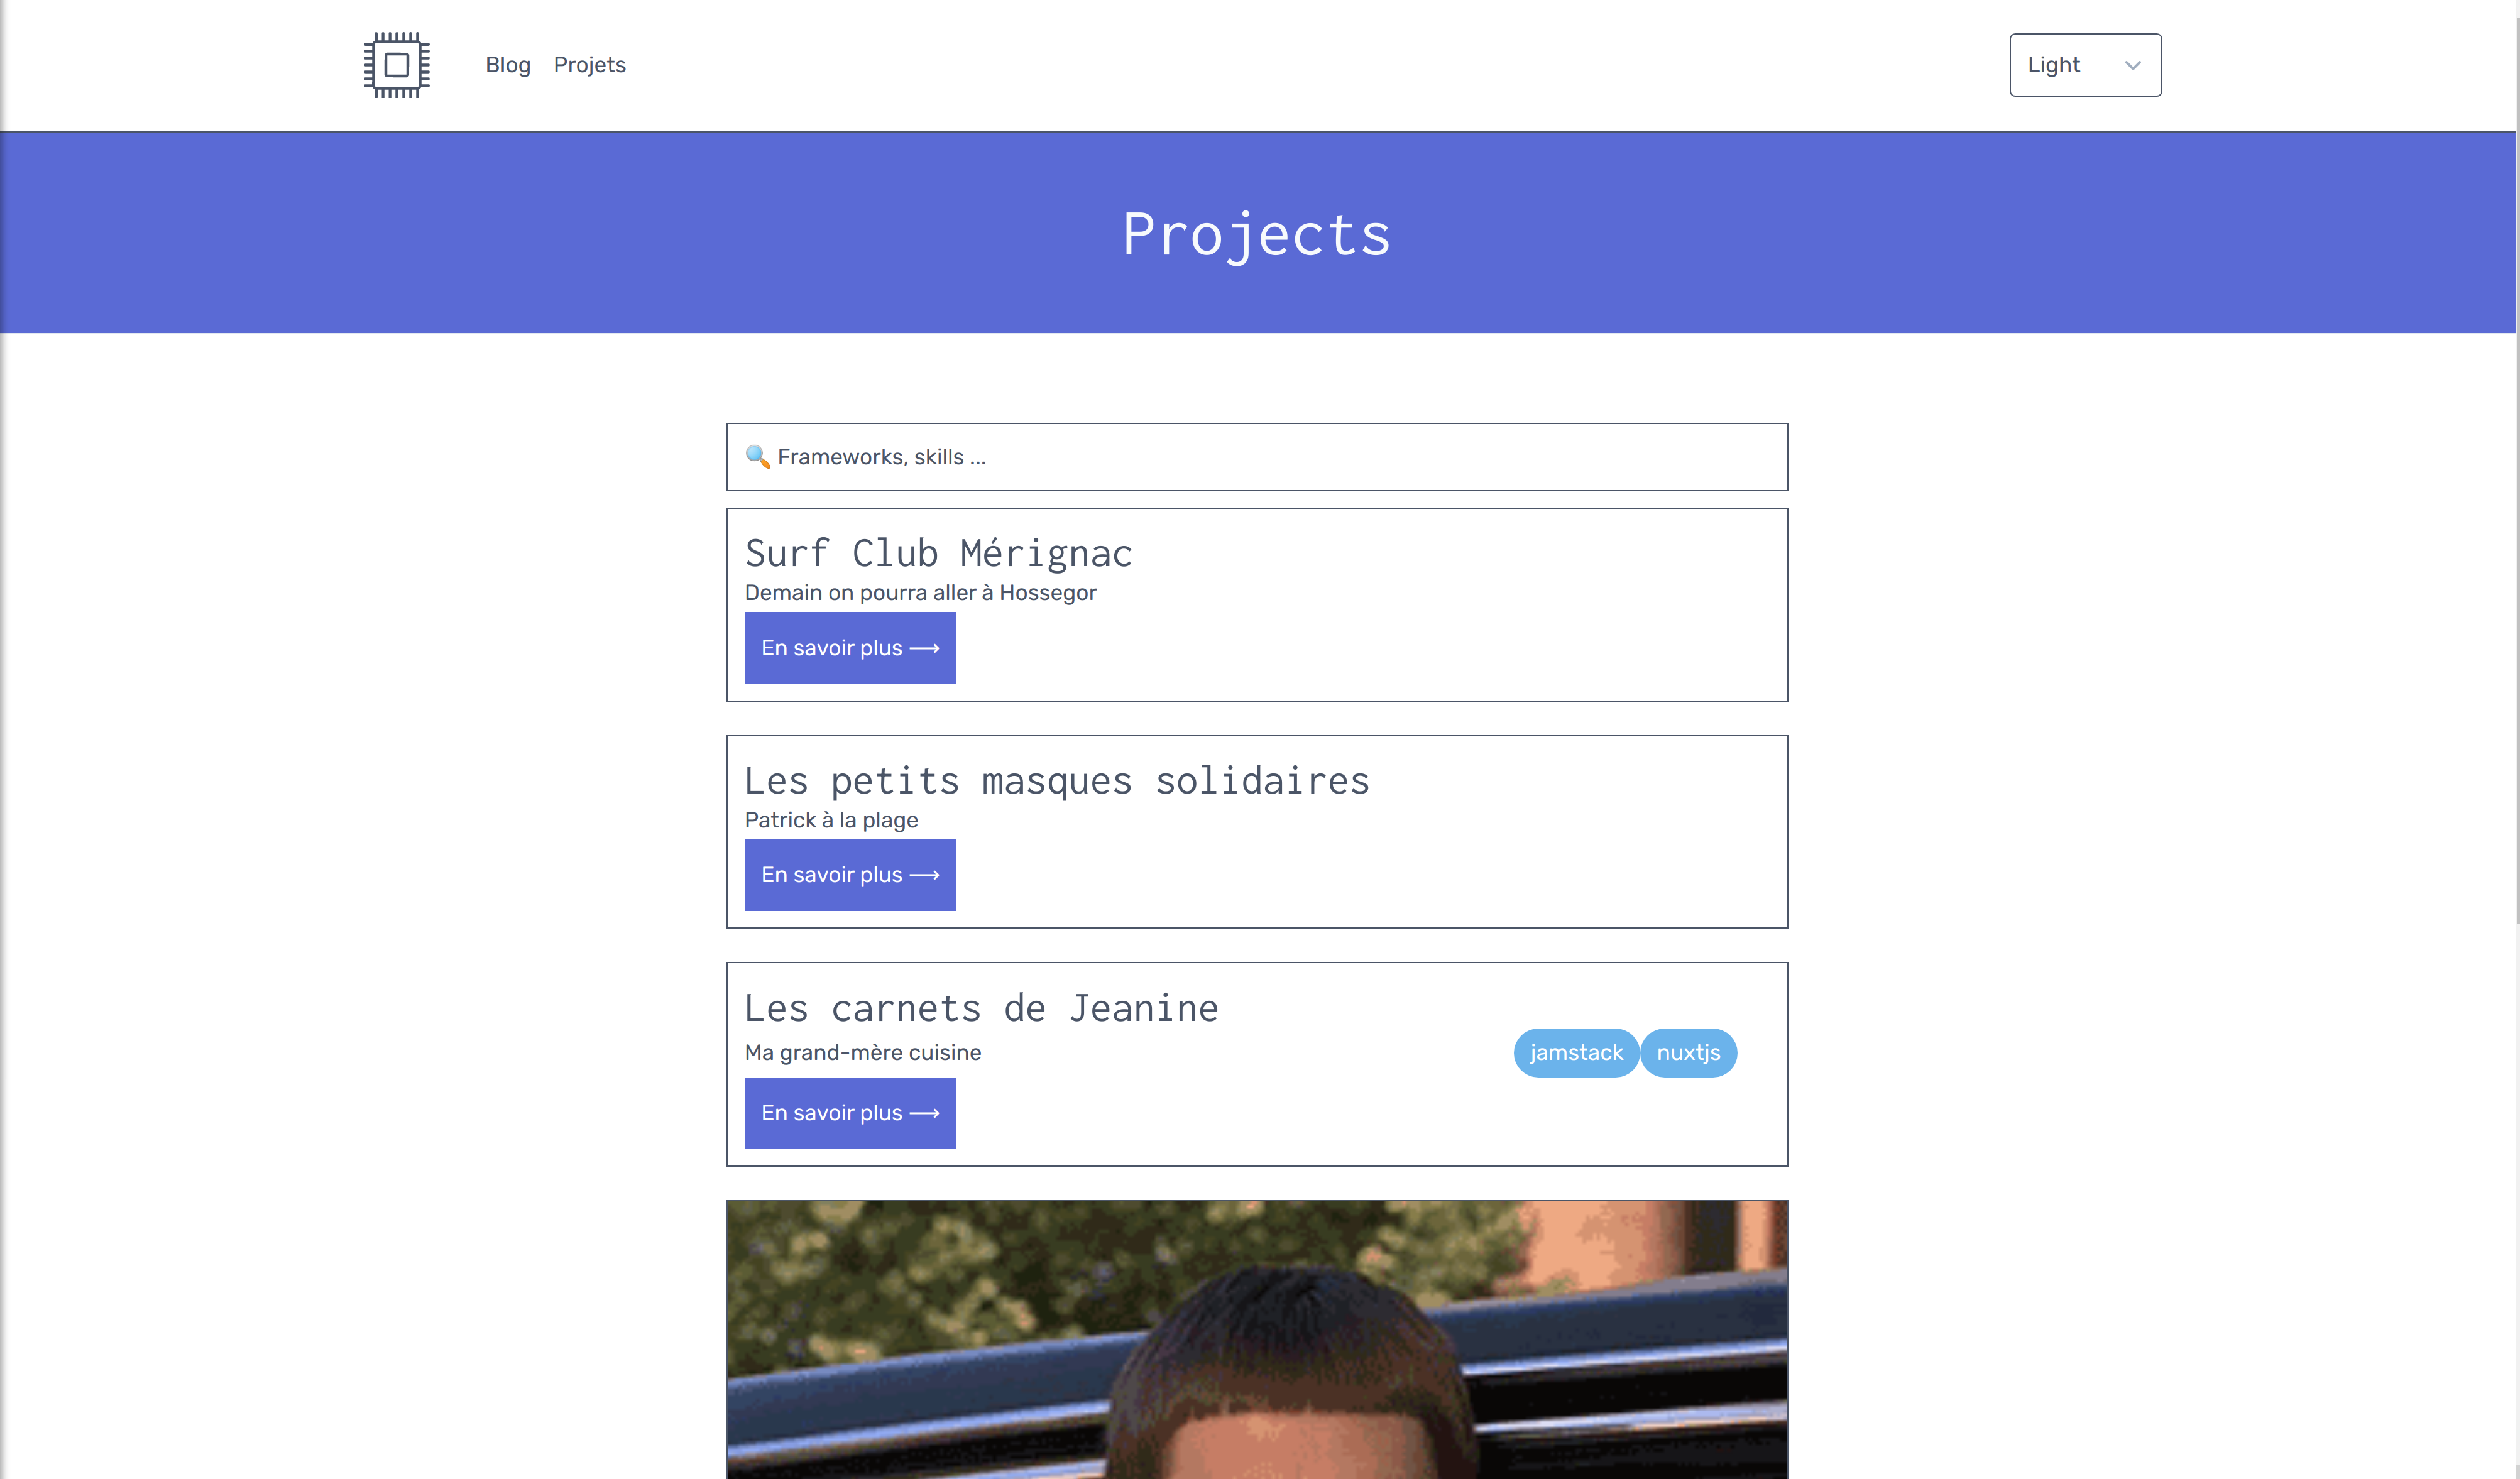 Blog Projets
Light
Projects
🔍 Frameworks, skills ...
Surf Club Mérignac
Demain on pourra aller à Hossegor
En savoir plus ⟶
Les petits masques solidaires
Patrick à la plage
En savoir plus ⟶
Les carnets de Jeanine
Ma grand-mère cuisine
jamstack nuxtjs
En savoir plus ⟶